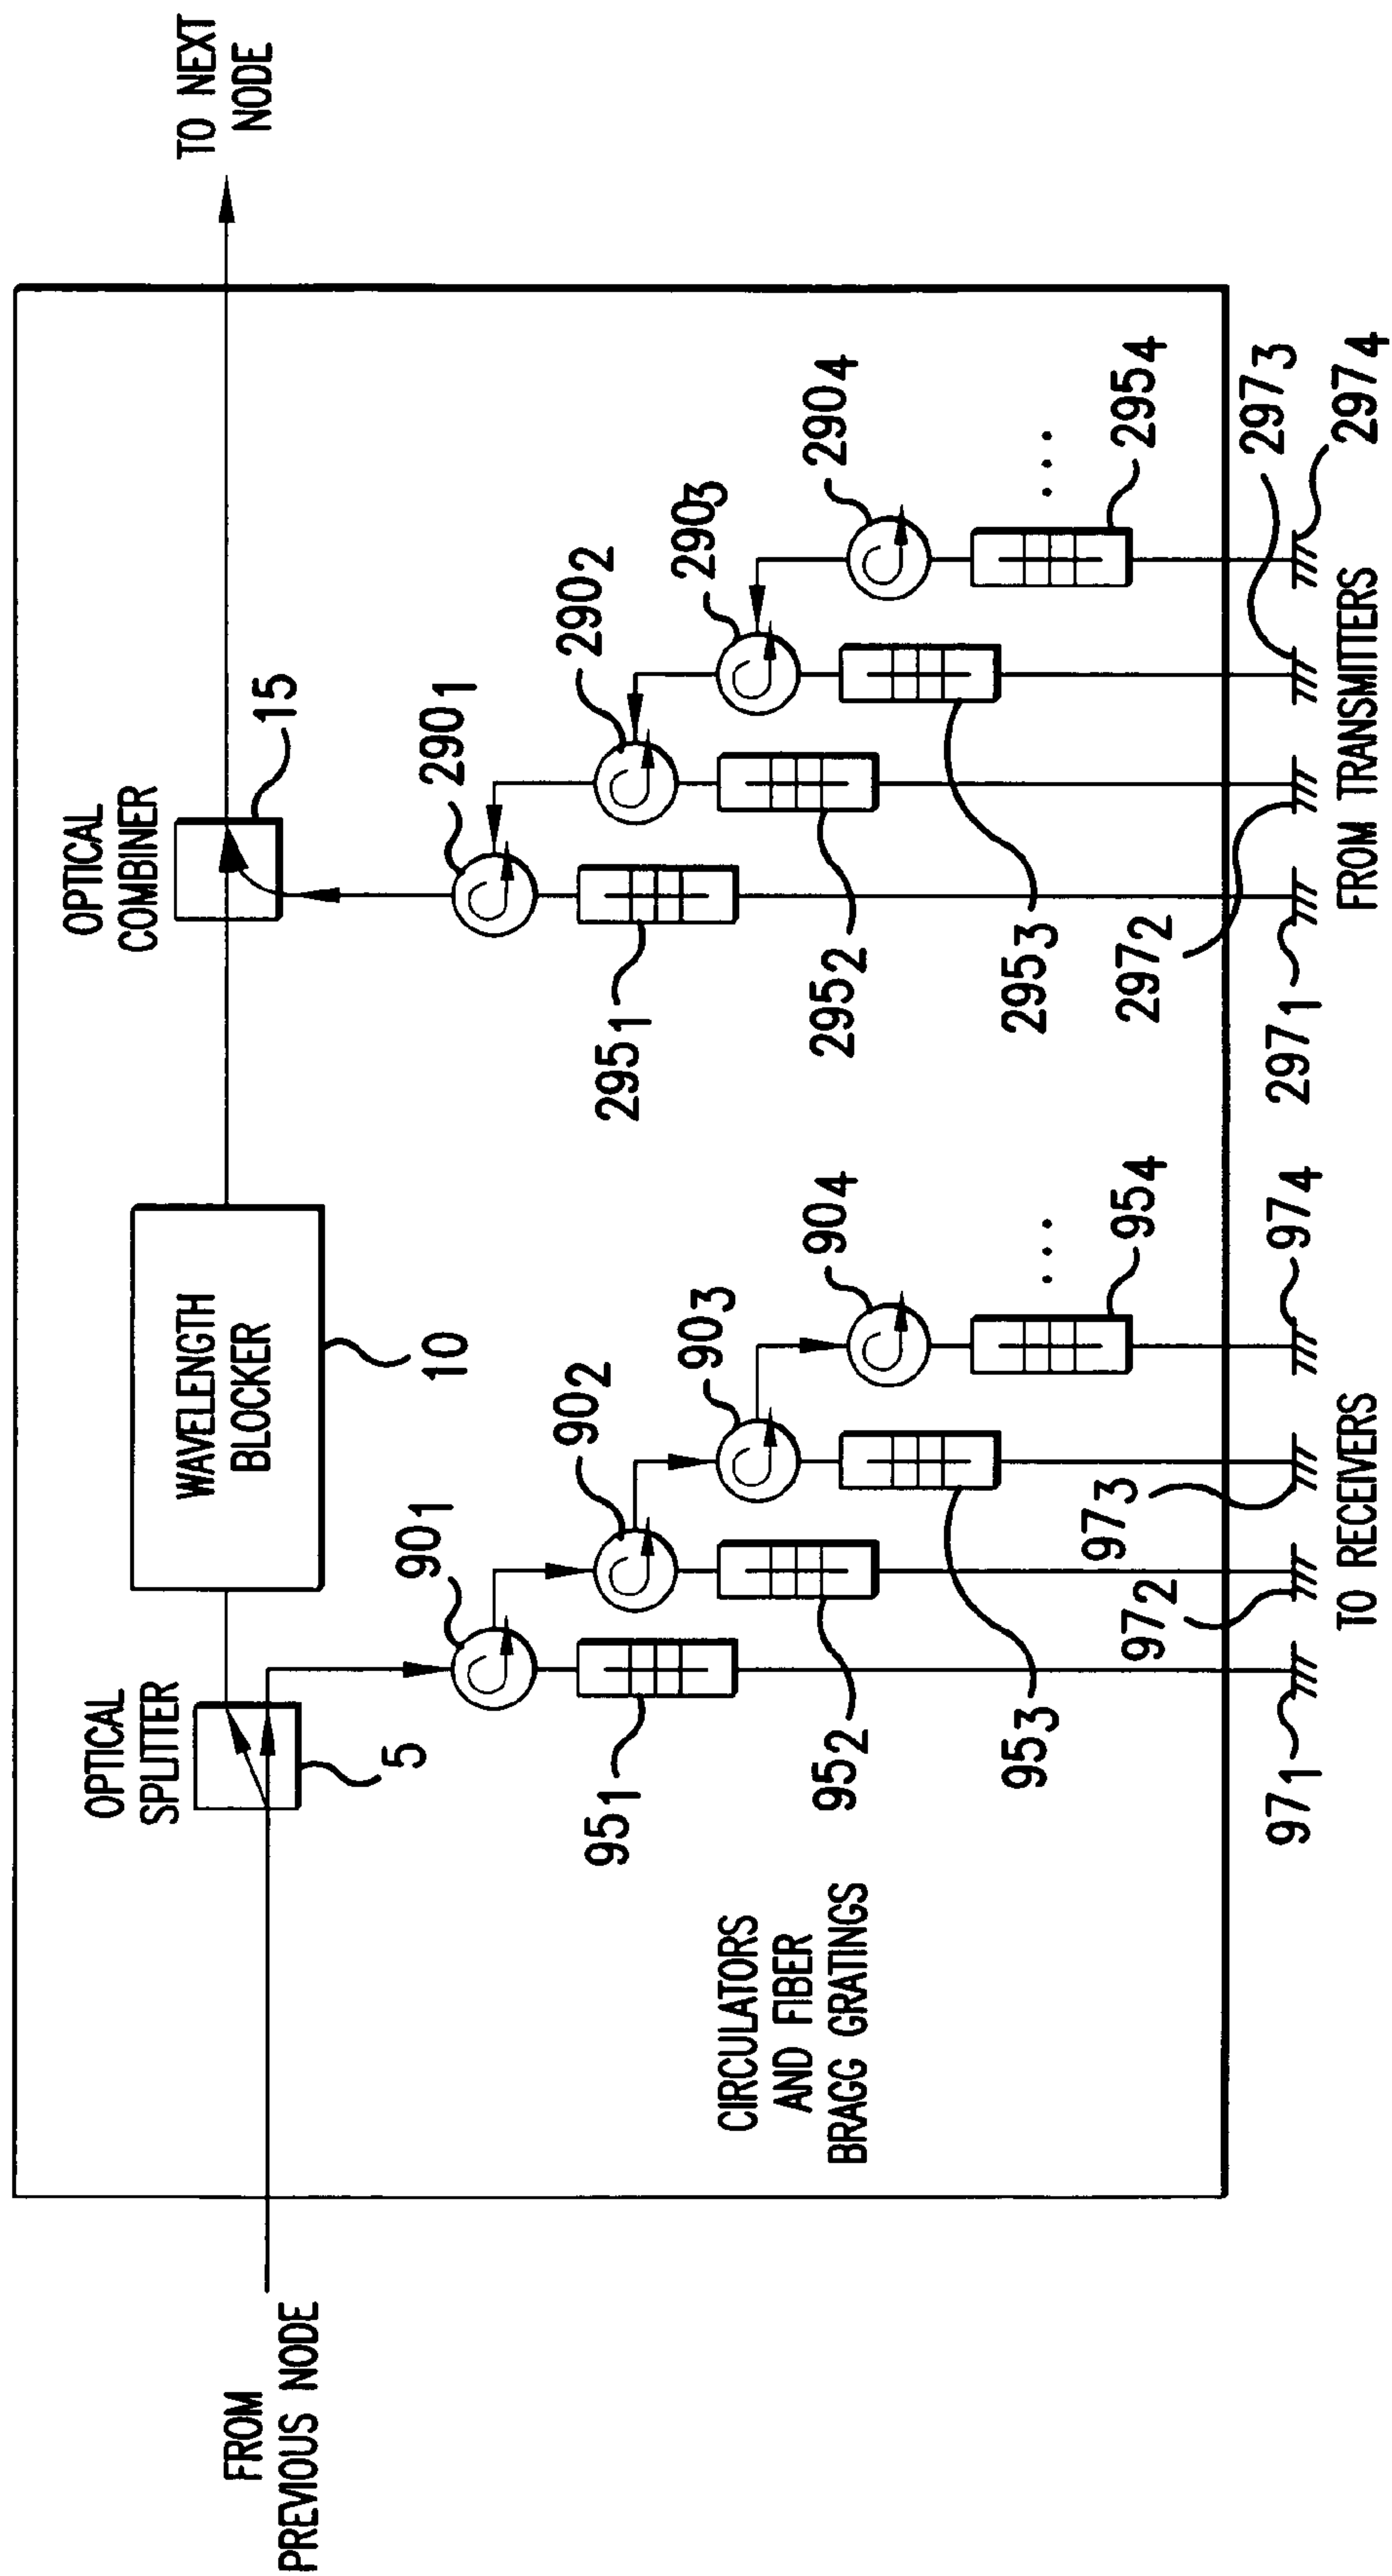 FROM
PREVIOUS NODE
TO NEXT
NODE
OPTICAL
SPLITTER
5
WAVELENGTH
BLOCKER
10
OPTICAL
COMBINER
15
CIRCULATORS
AND FIBER
BRAGG GRATINGS
90₁
90₂
90₃
90₄
95₁
95₂
95₃
95₄
...
97₁
97₂
97₃
97₄
TO RECEIVERS
290₁
290₂
290₃
290₄
295₁
295₂
295₃
295₄
...
297₁
297₂
297₃
297₄
FROM TRANSMITTERS